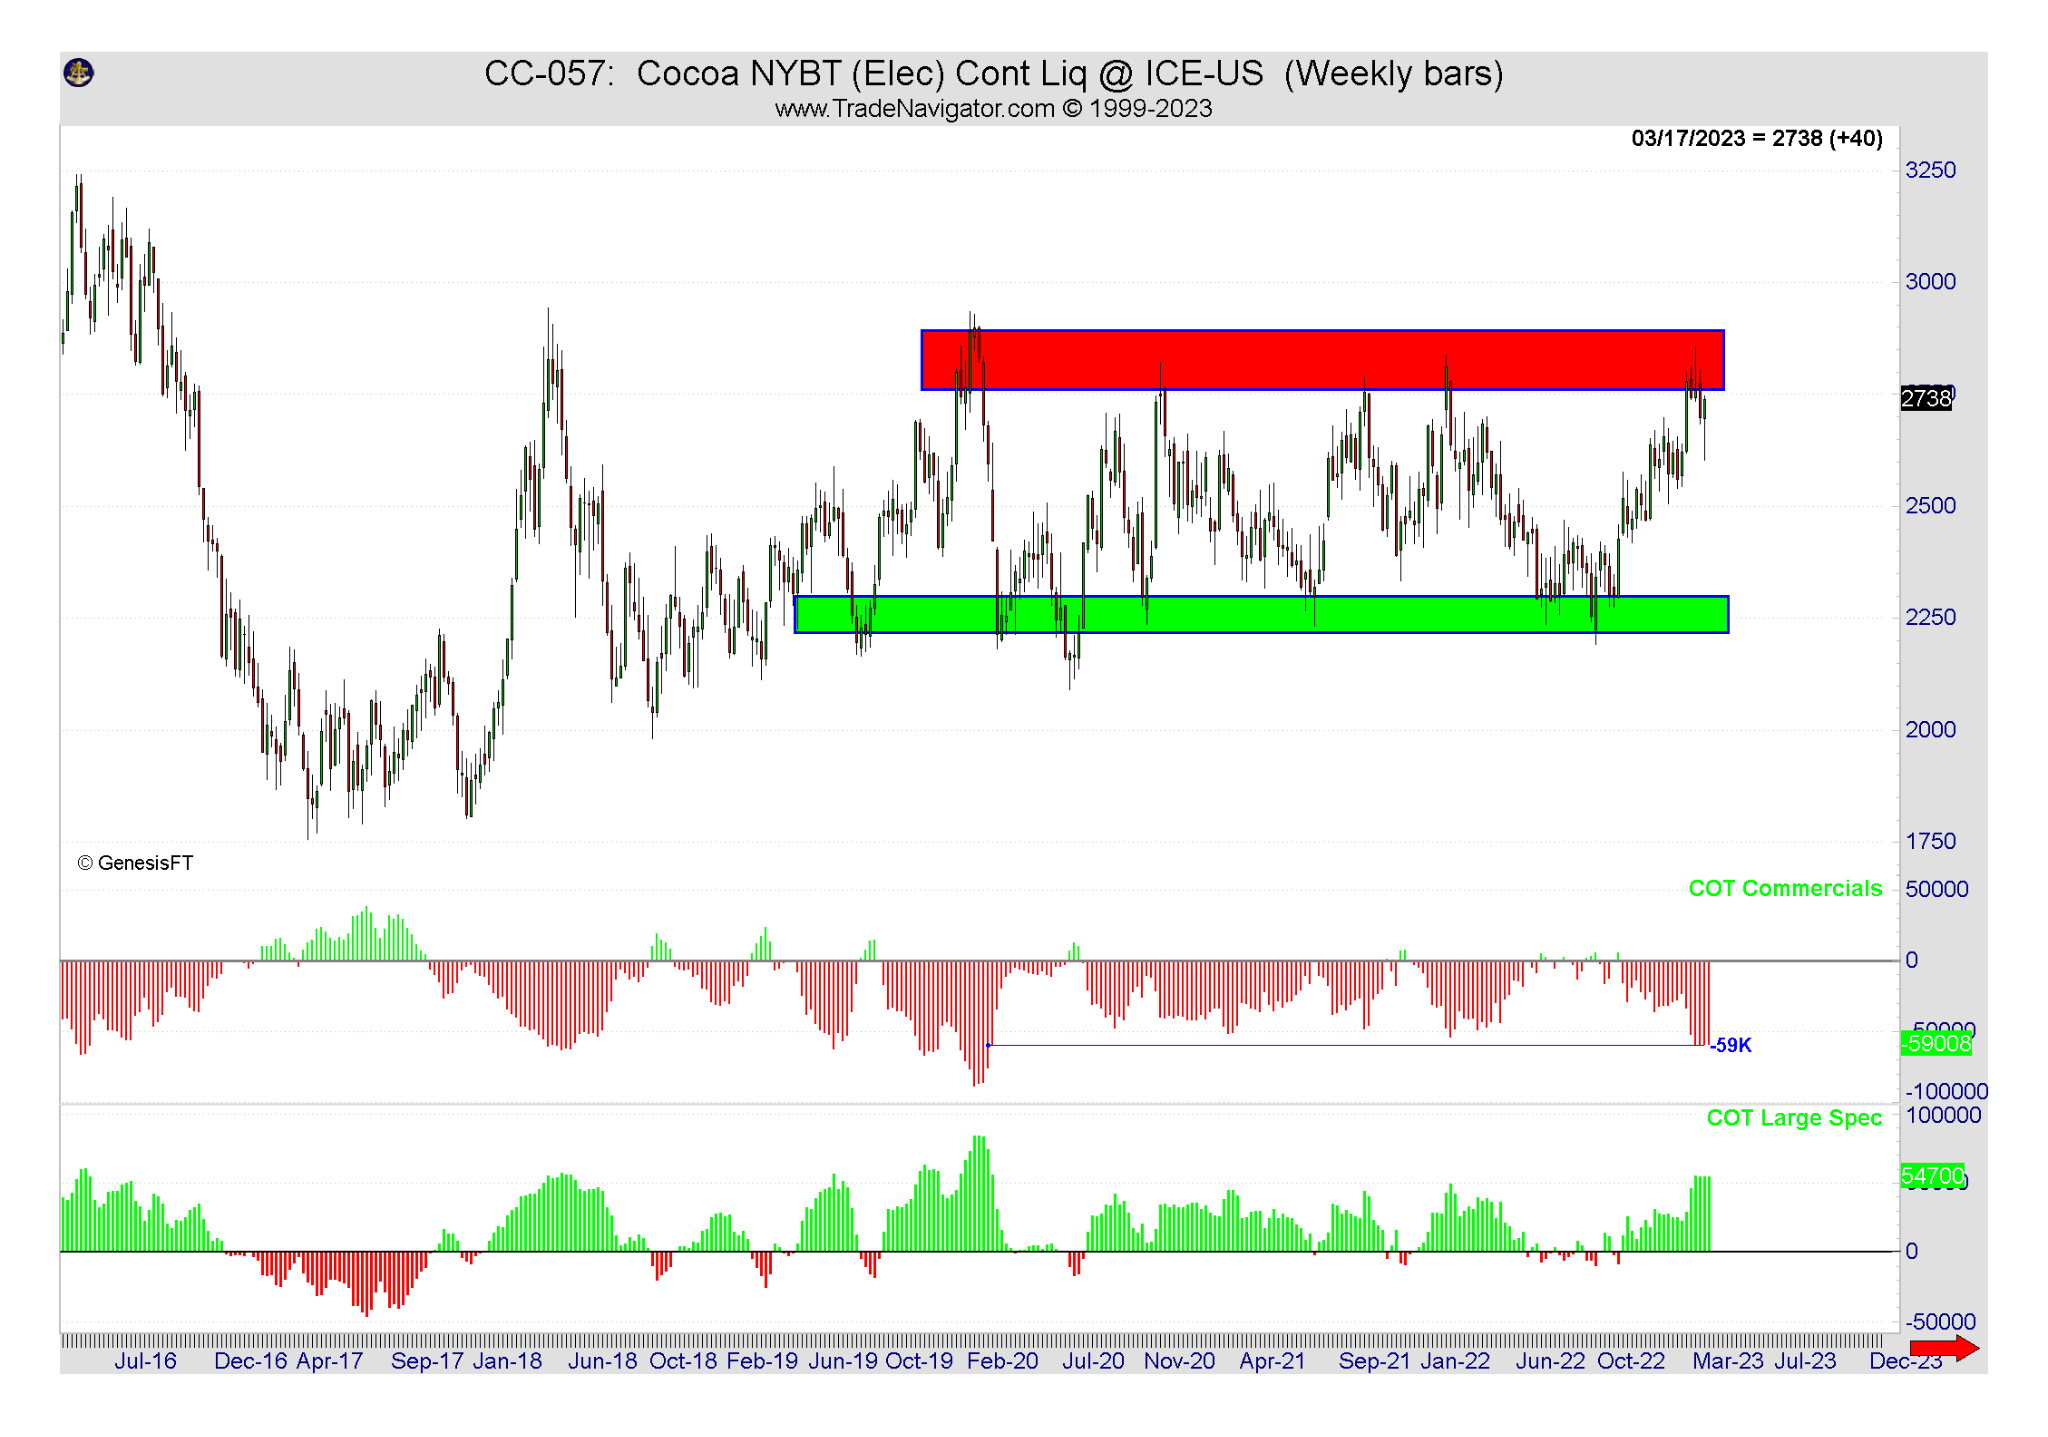 CC-057:  Cocoa NYBT (Elec) Cont Liq @ ICE-US  (Weekly bars)
www.TradeNavigator.com © 1999-2023
03/17/2023 = 2738 (+40)
3250
3000
2738
2500
2250
2000
1750
© GenesisFT
COT Commercials
50000
0
-50000
-59008
-59K
-100000
COT Large Spec
100000
54700
0
-50000
Jul-16 Dec-16 Apr-17 Sep-17 Jan-18 Jun-18 Oct-18 Feb-19 Jun-19 Oct-19 Feb-20 Jul-20 Nov-20 Apr-21 Sep-21 Jan-22 Jun-22 Oct-22 Mar-23 Jul-23 Dec-23